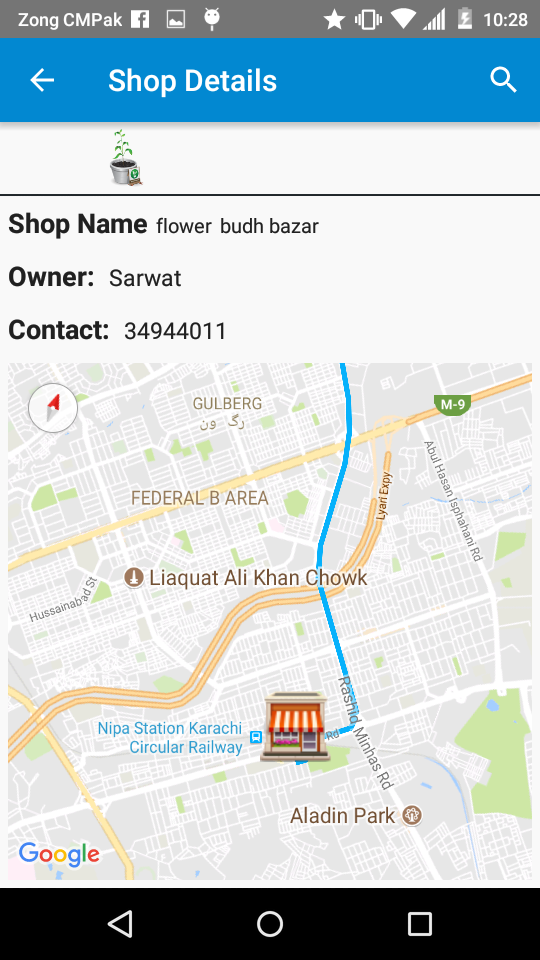 Zong CMPak 10:28
Shop Details
Shop Name flower budh bazar
Owner: Sarwat
Contact: 34944011
M-9
GULBERG
Abul Hasan Isphahani Rd
Lyari Expy
FEDERAL B AREA
Liaquat Ali Khan Chowk
Hussainabad St
Rashid Minhas Rd
Nipa Station Karachi
Circular Railway
Rd
Aladin Park
Google